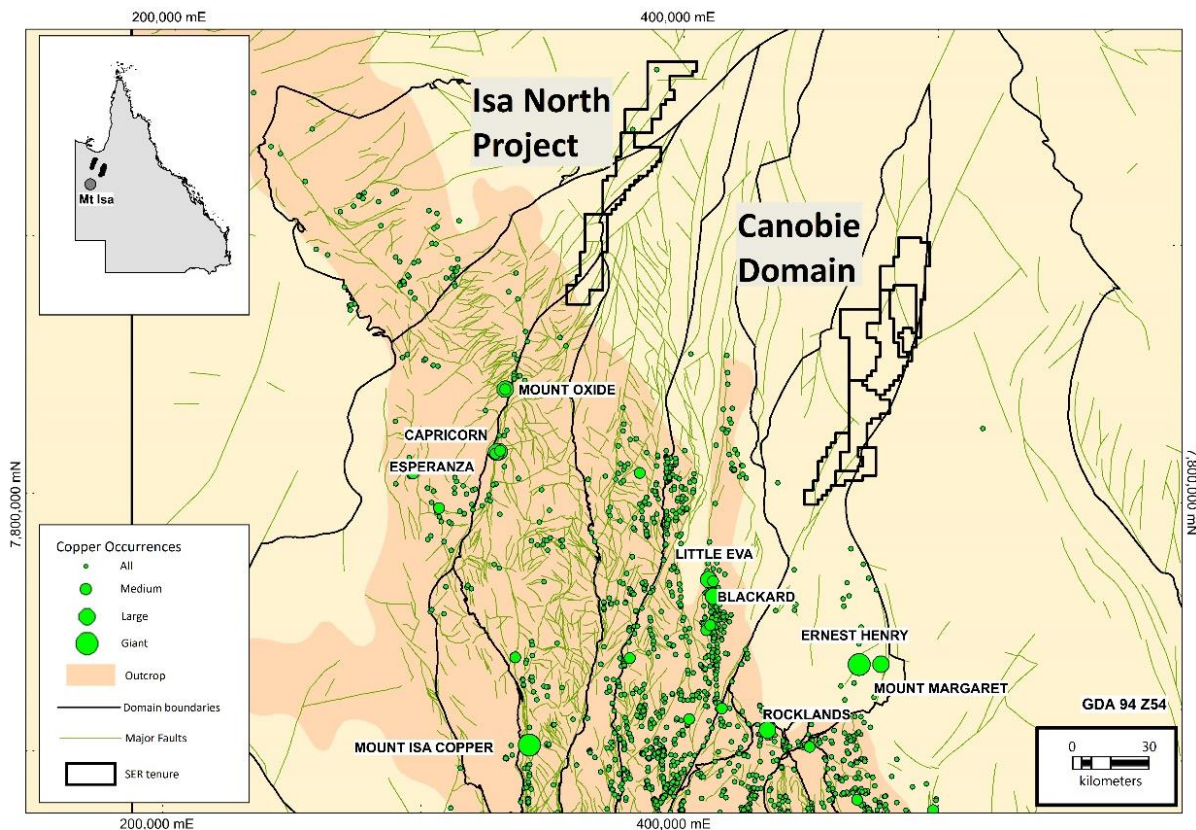 200,000 mE
400,000 mE
Mt Isa
Isa North
Project
Canobie
Domain
MOUNT OXIDE
CAPRICORN
ESPERANZA
7,800,000 mN
7,800,000 mN
LITTLE EVA
BLACKARD
ERNEST HENRY
MOUNT MARGARET
ROCKLANDS
MOUNT ISA COPPER
Copper Occurrences
All
Medium
Large
Giant
Outcrop
Domain boundaries
Major Faults
SER tenure
GDA 94 Z54
0 30
kilometers
200,000 mE
400,000 mE